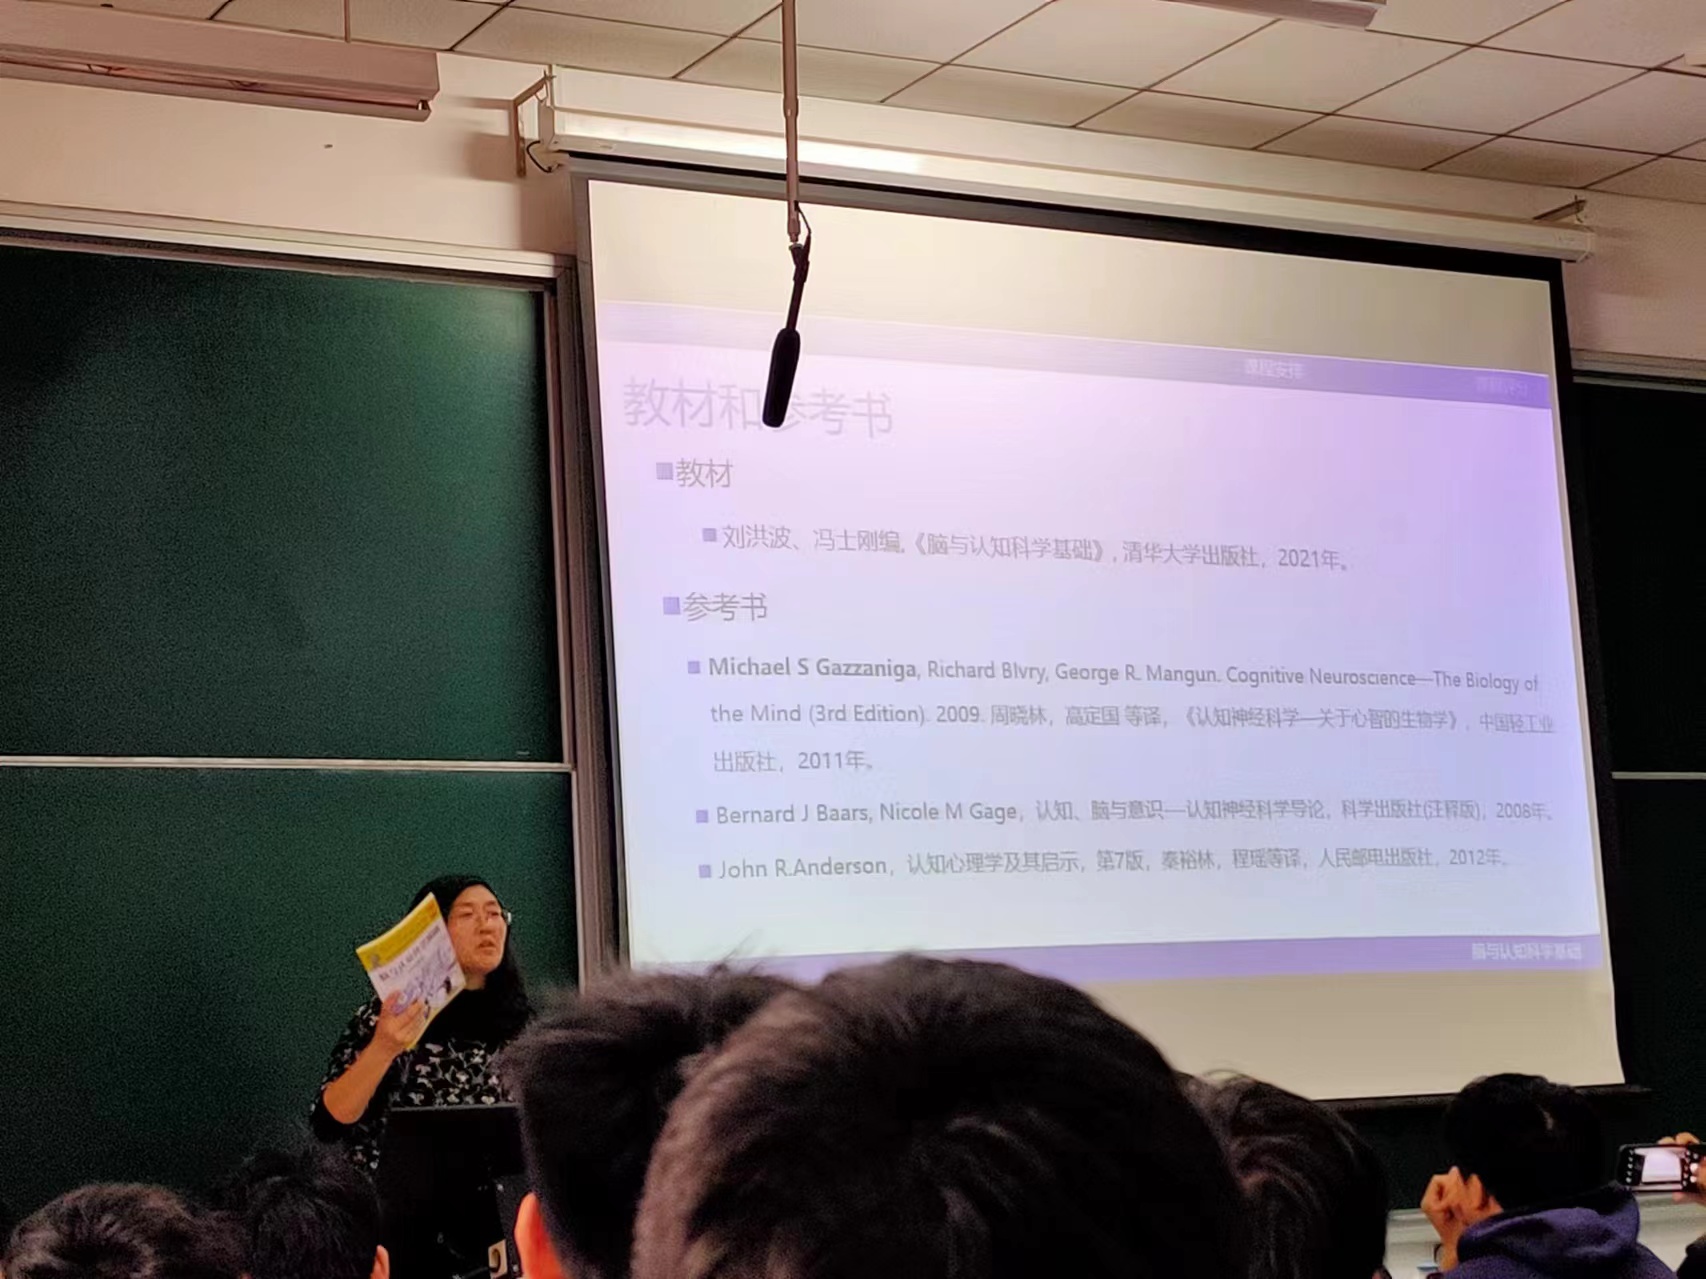 课程安排
教材和参考书
教材
刘洪波、冯士刚编,《脑与认知科学基础》, 清华大学出版社，2021年。
参考书
Michael S Gazzaniga, Richard BIvry, George R. Mangun. Cognitive Neuroscience—The Biology of
the Mind (3rd Edition). 2009. 周晓林，高定国 等译，《认知神经科学—关于心智的生物学》，中国轻工业
出版社，2011年。
Bernard J Baars, Nicole M Gage，认知、脑与意识—认知神经科学导论，科学出版社(注释版)，2008年。
John R.Anderson，认知心理学及其启示，第7版，秦裕林，程瑶等译，人民邮电出版社，2012年。
脑与认知科学基础